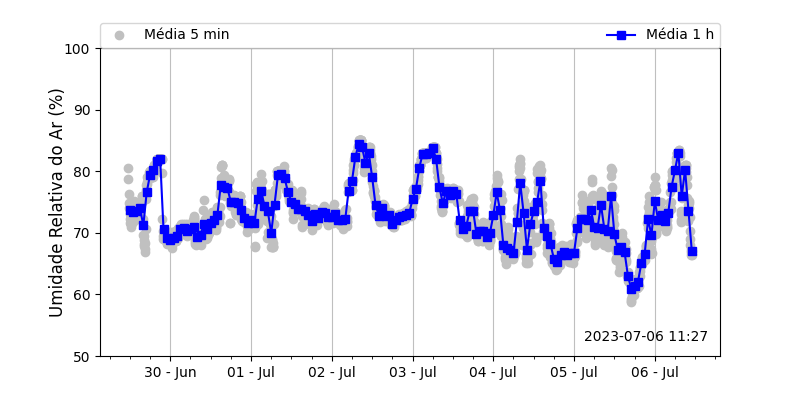 Média 5 min
Média 1 h
Umidade Relativa do Ar (%)
100
90
80
70
60
50
2023-07-06 11:27
30 - Jun
01 - Jul
02 - Jul
03 - Jul
04 - Jul
05 - Jul
06 - Jul